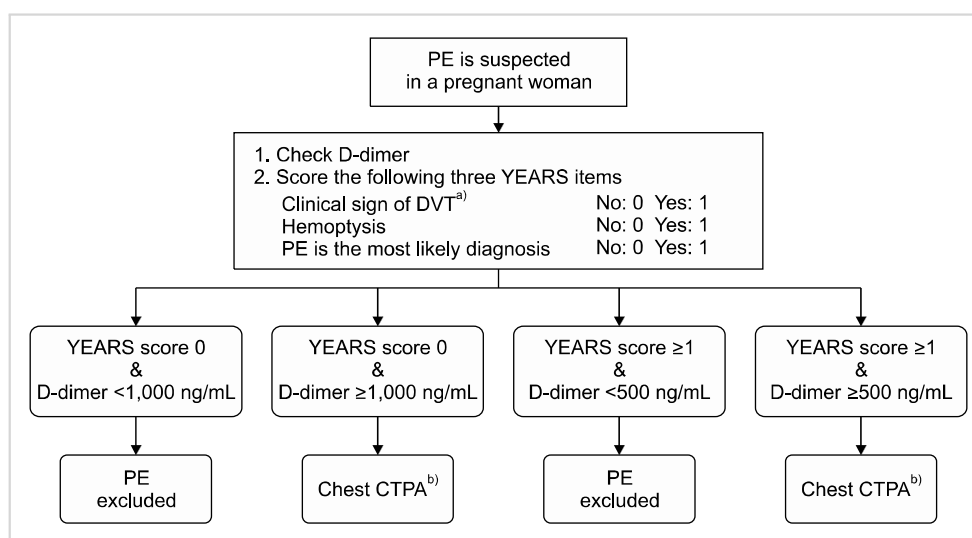 PE is suspected
in a pregnant woman
1. Check D-dimer
2. Score the following three YEARS items
Clinical sign of DVTa) No: 0 Yes: 1
Hemoptysis No: 0 Yes: 1
PE is the most likely diagnosis No: 0 Yes: 1
YEARS score 0
&
D-dimer <1,000 ng/mL
YEARS score 0
&
D-dimer ≥1,000 ng/mL
YEARS score ≥1
&
D-dimer <500 ng/mL
YEARS score ≥1
&
D-dimer ≥500 ng/mL
PE
excluded
Chest CTPAb)
PE
excluded
Chest CTPAb)